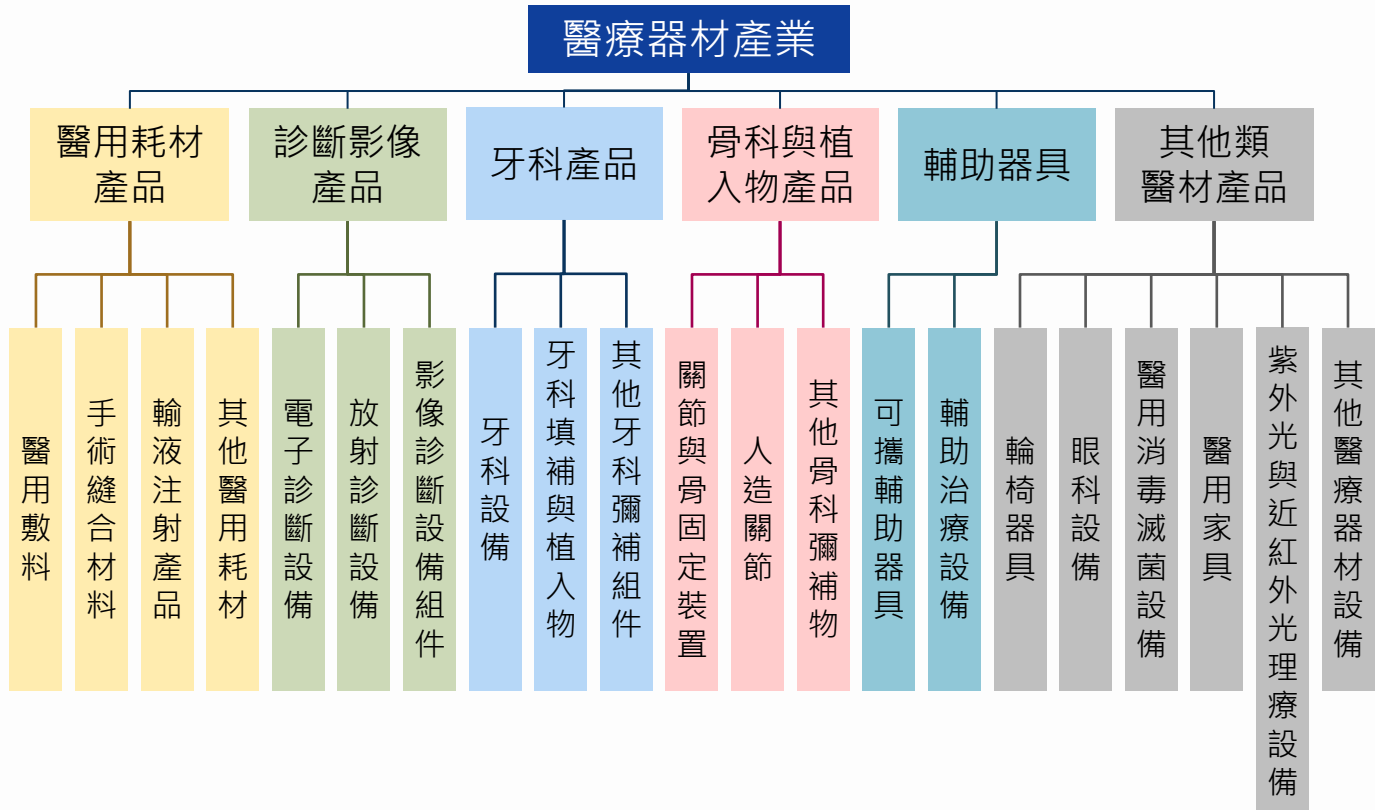 醫療器材產業
醫用耗材
產品
診斷影像
產品
牙科產品
骨科與植
入物產品
輔助器具
其他類
醫材產品
醫用敷料
手術縫合材料
輸液注射產品
其他醫用耗材
電子診斷設備
放射診斷設備
影像診斷設備組件
牙科設備
牙科填補與植入物
其他牙科彌補組件
關節與骨固定裝置
人造關節
其他骨科彌補物
可攜輔助器具
輔助治療設備
輪椅器具
眼科設備
醫用消毒滅菌設備
醫用家具
紫外光與近紅外光理療設備
其他醫療器材設備